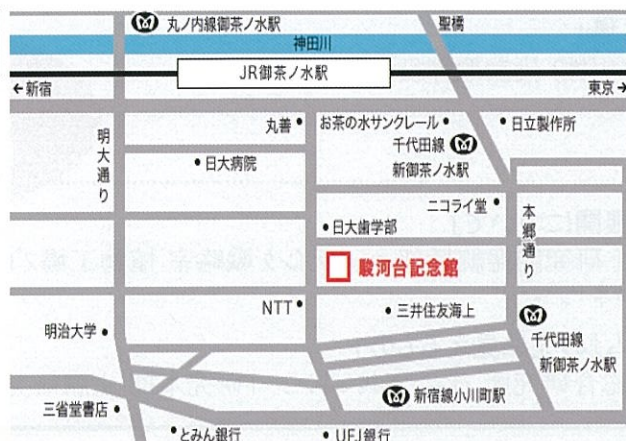 丸ノ内線御茶ノ水駅
聖橋
神田川
JR御茶ノ水駅
←新宿
東京→
丸善
お茶の水サンクレール
日立製作所
千代田線
新御茶ノ水駅
明大通り
日大病院
ニコライ堂
本郷通り
日大歯学部
駿河台記念館
NTT
三井住友海上
明治大学
千代田線
新御茶ノ水駅
新宿線小川町駅
三省堂書店
とみん銀行
UFJ銀行